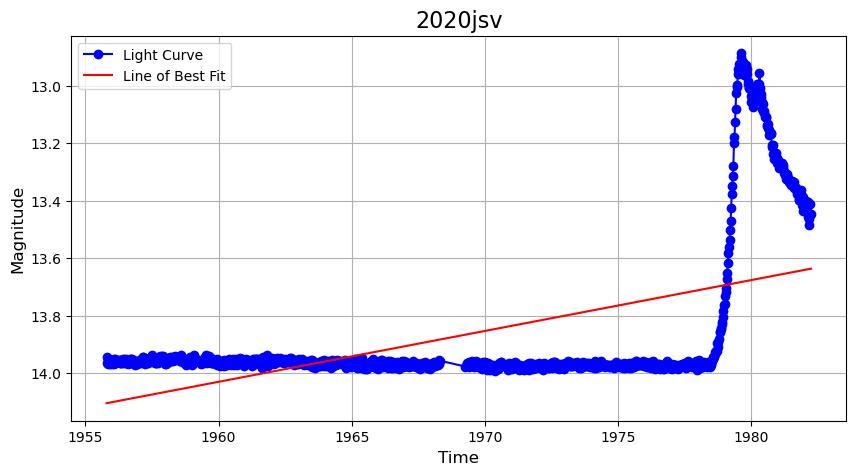 2020jsv
Light Curve
Line of Best Fit
Magnitude
13.0
13.2
13.4
13.6
13.8
14.0
1955
1960
1965
1970
1975
1980
Time